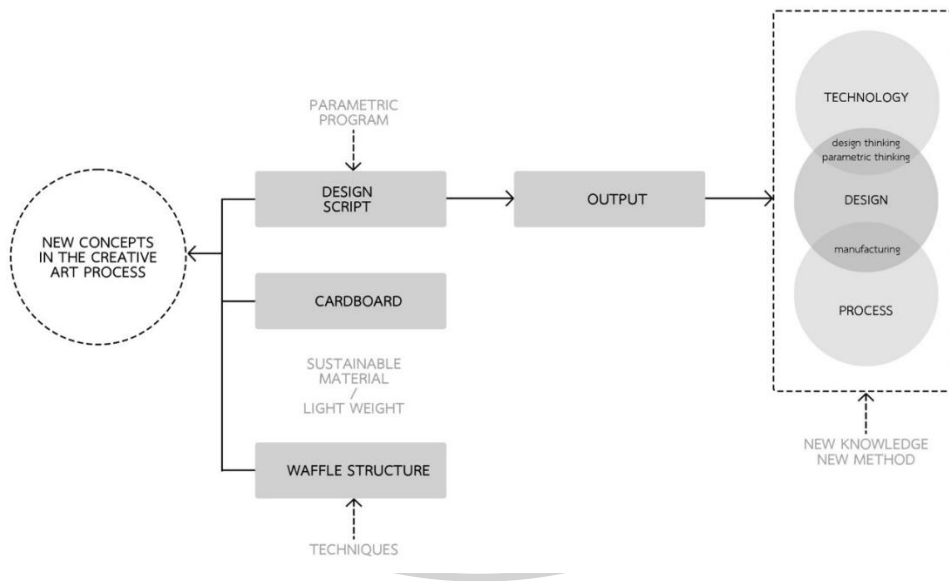 NEW CONCEPTS
IN THE CREATIVE
ART PROCESS
PARAMETRIC
PROGRAM
DESIGN
SCRIPT
CARDBOARD
SUSTAINABLE
MATERIAL
/
LIGHT WEIGHT
WAFFLE STRUCTURE
TECHNIQUES
OUTPUT
TECHNOLOGY
design thinking
parametric thinking
DESIGN
manufacturing
PROCESS
NEW KNOWLEDGE
NEW METHOD